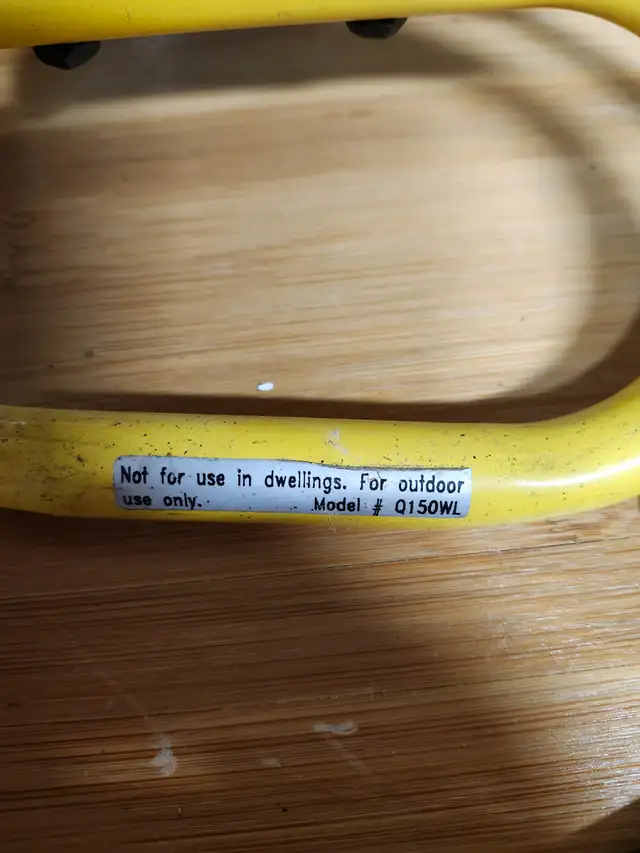 Not for use in dwellings. For outdoor
use only. Model # Q150WL